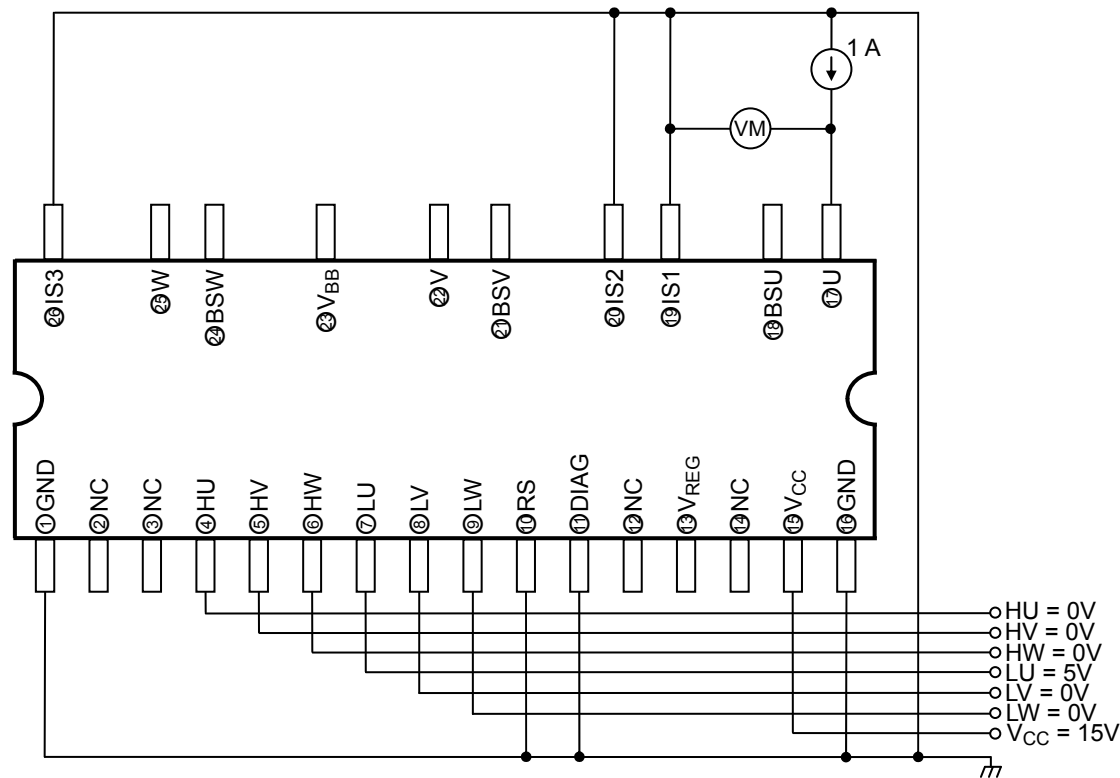 1 A
VM
㉖IS3
㉕W
㉔BSW
㉓VBB
㉒V
㉑BSV
⑳IS2
⑲IS1
⑱BSU
⑰U
①GND
②NC
③NC
④HU
⑤HV
⑥HW
⑦LU
⑧LV
⑨LW
⑩RS
⑪DIAG
⑫NC
⑬VREG
⑭NC
⑮VCC
⑯GND
HU = 0V
HV = 0V
HW = 0V
LU = 5V
LV = 0V
LW = 0V
VCC = 15V